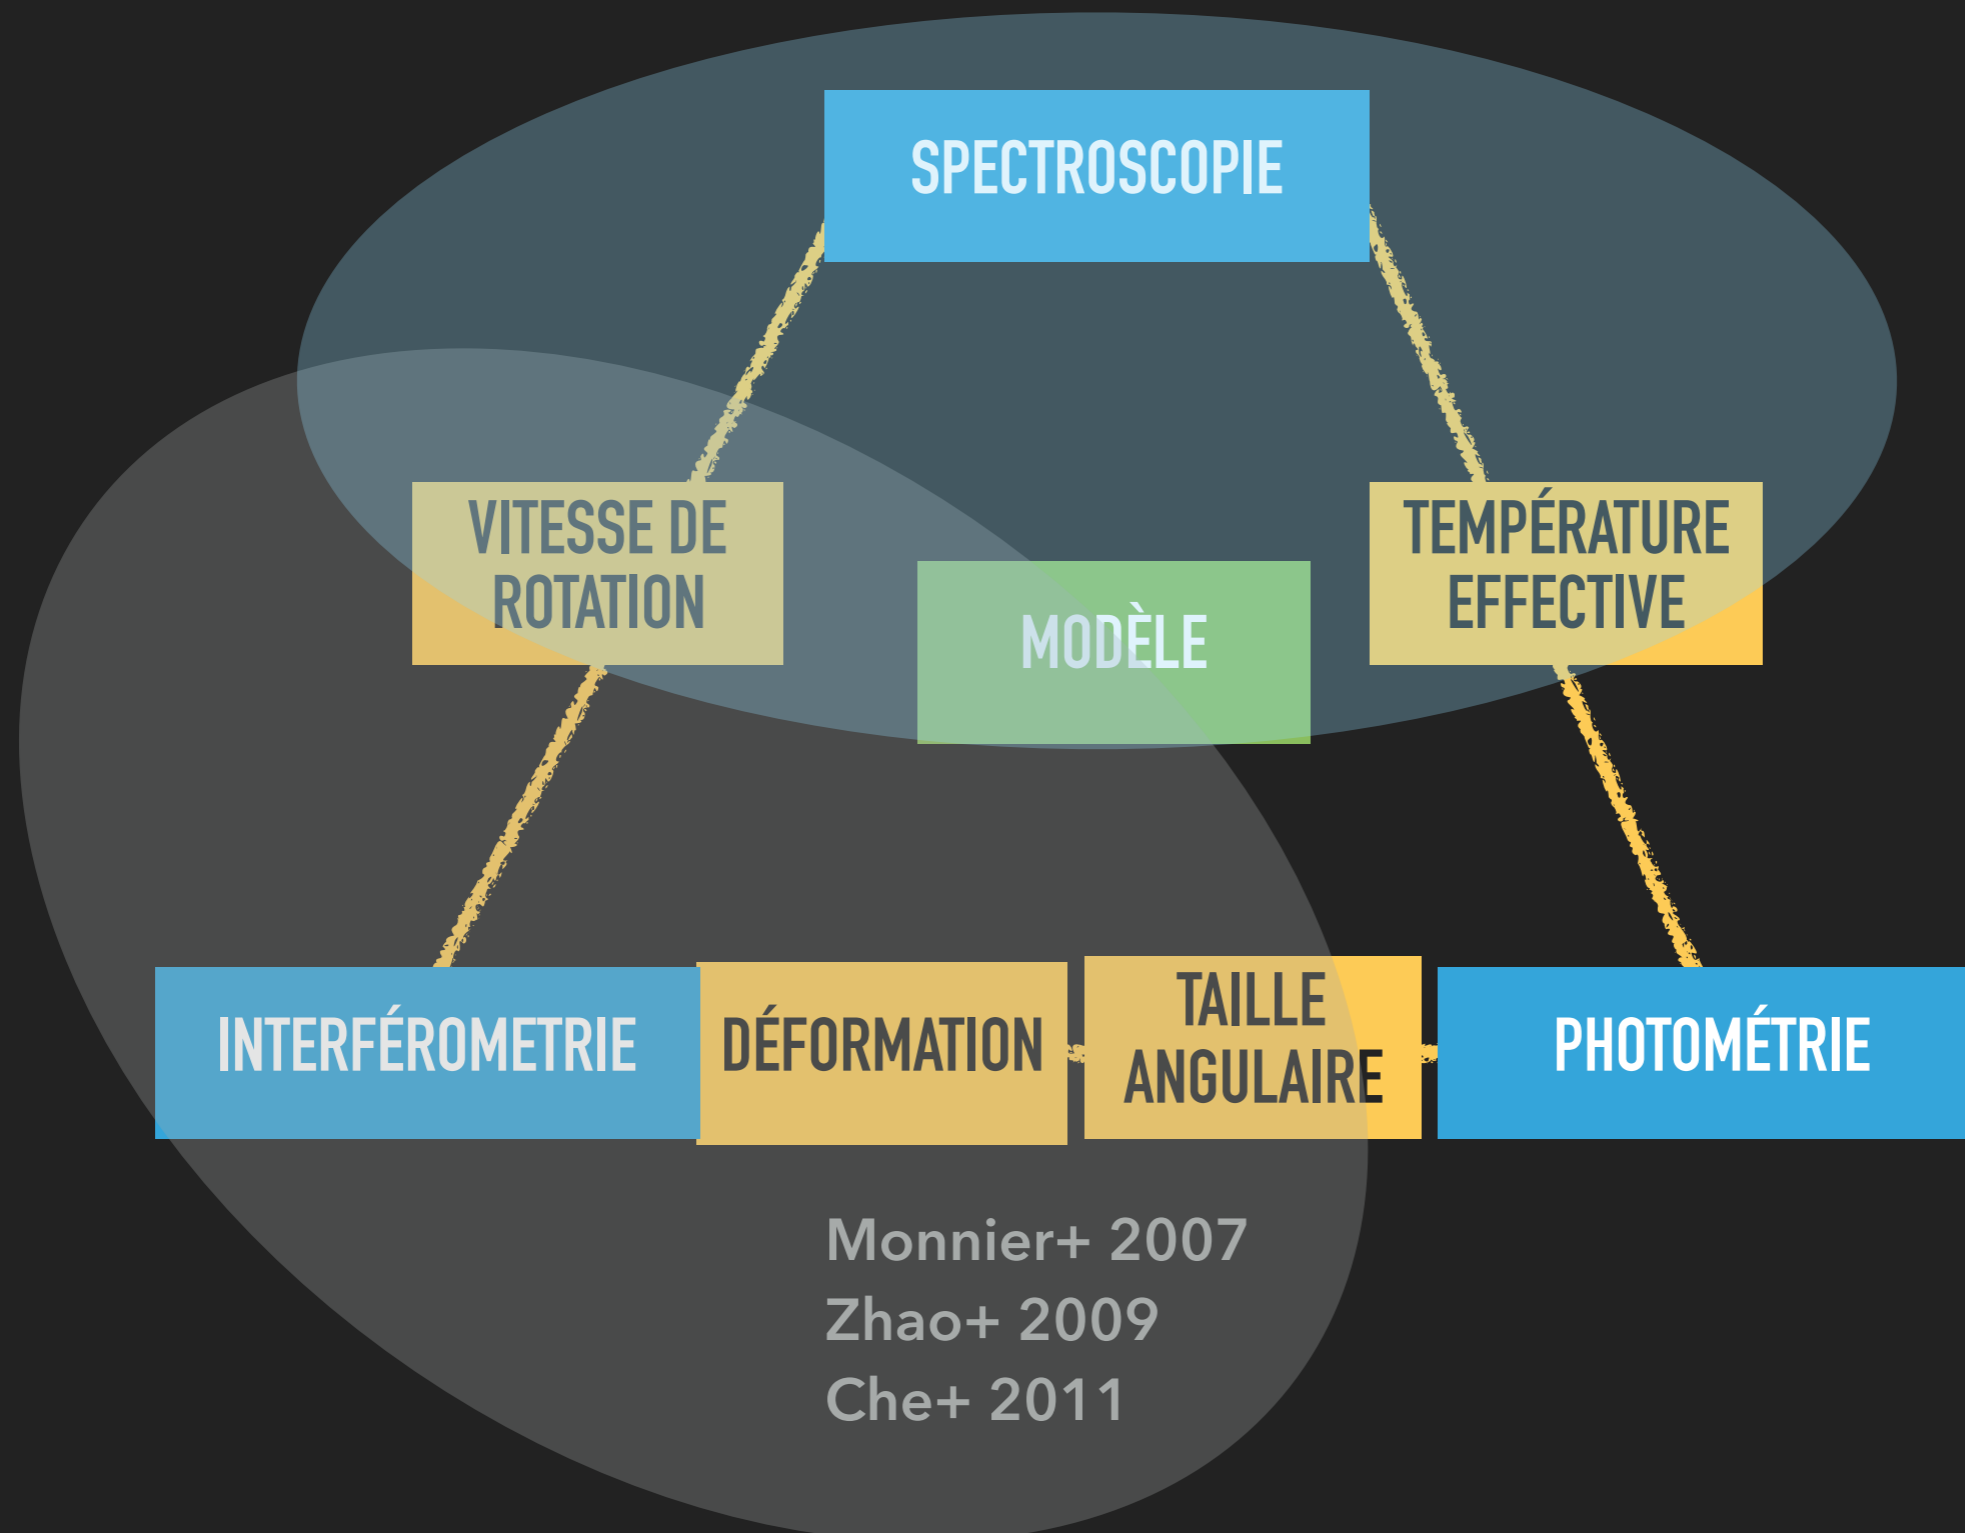 SPECTROSCOPIE
VITESSE DE
ROTATION
TEMPÉRATURE
EFFECTIVE
MODÈLE
INTERFÉROMETRIE
DÉFORMATION
TAILLE
ANGULAIRE
PHOTOMÉTRIE
Monnier+ 2007
Zhao+ 2009
Che+ 2011